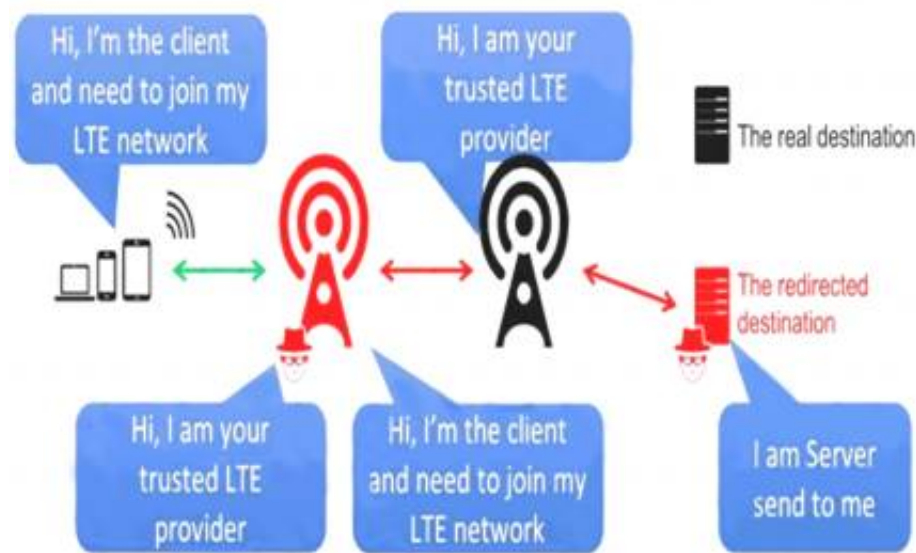 Hi, I'm the client
and need to join my
LTE network
Hi, I am your
trusted LTE
provider
The real destination
The redirected
destination
Hi, I am your
trusted LTE
provider
Hi, I'm the client
and need to join my
LTE network
I am Server
send to me